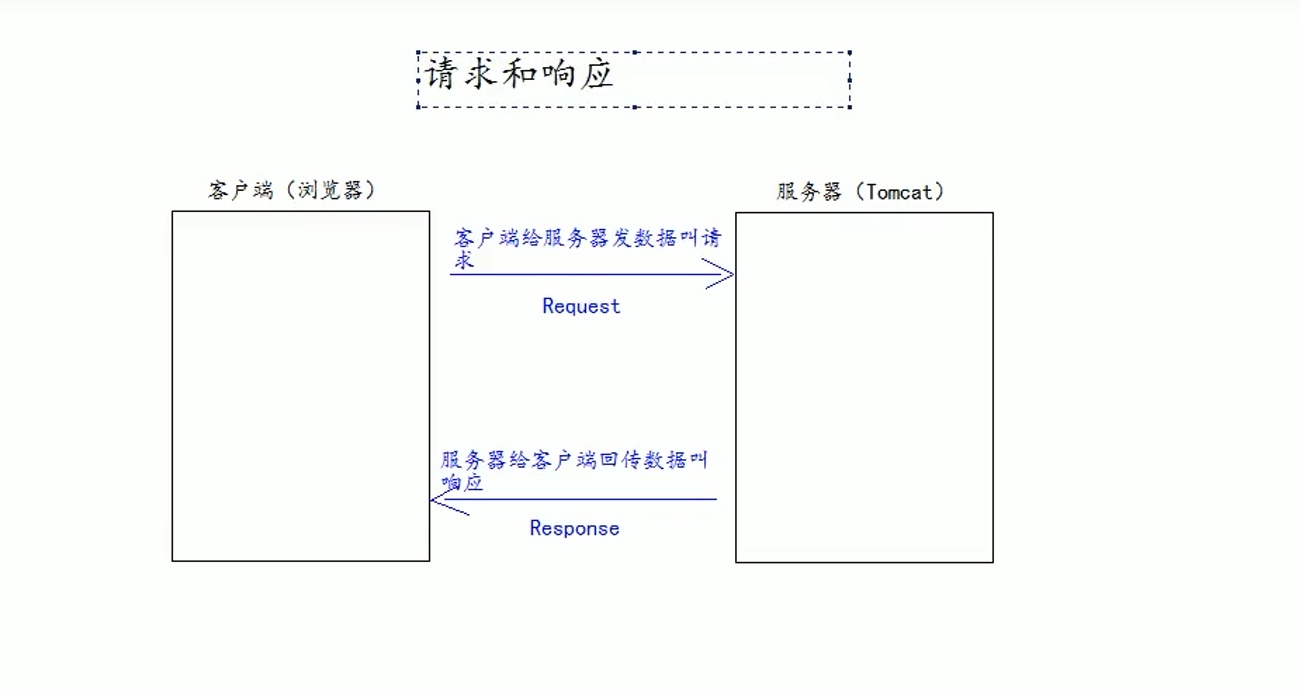 请求和响应
客户端（浏览器）
服务器（Tomcat）
客户端给服务器发数据叫请
求
Request
服务器给客户端回传数据叫
响应
Response